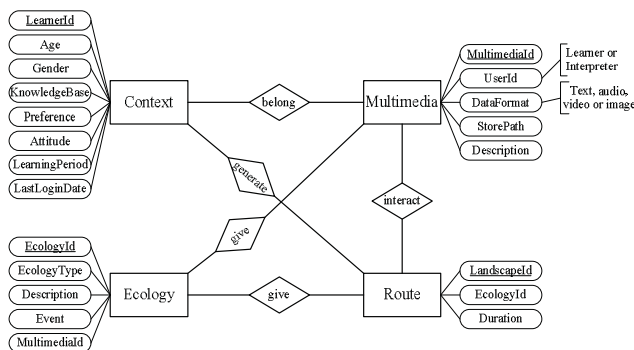 LearnerId
Age
Gender
KnowledgeBase
Preference
Attitude
LearningPeriod
LastLoginDate
Context
belong
Multimedia
MultimediaId
UserId
DataFormat
StorePath
Description
Learner or
Interpreter
Text, audio,
video or image
generate
give
interact
EcologyId
EcologyType
Description
Event
MultimediaId
Ecology
give
Route
LandscapeId
EcologyId
Duration